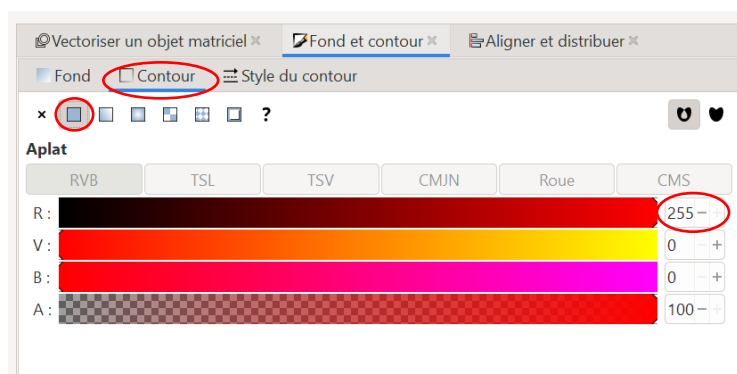 Vectoriser un objet matriciel × Fond et contour × Aligner et distribuer ×
Fond Contour Style du contour
× ?
Aplat
RVB TSL TSV CMJN Roue CMS
R : 255 − +
V : 0 − +
B : 0 − +
A : 100 − +